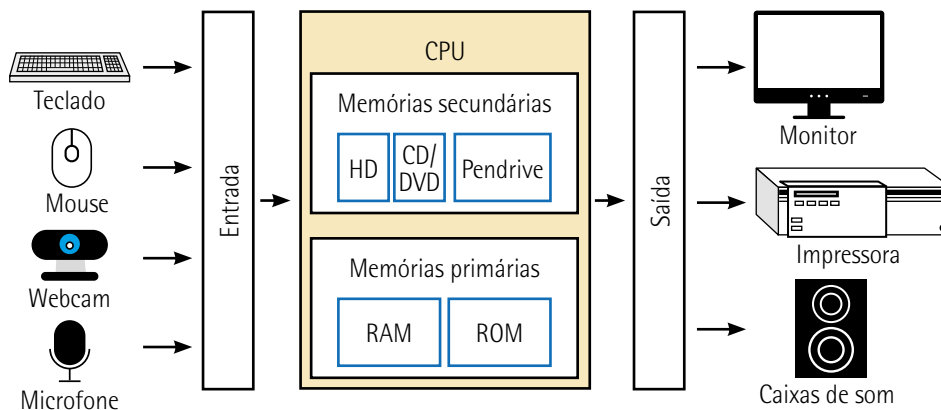 Teclado
Mouse
Webcam
Microfone
Entrada
CPU
Memórias secundárias
HD
CD/
DVD
Pendrive
Memórias primárias
RAM
ROM
Saída
Monitor
Impressora
Caixas de som